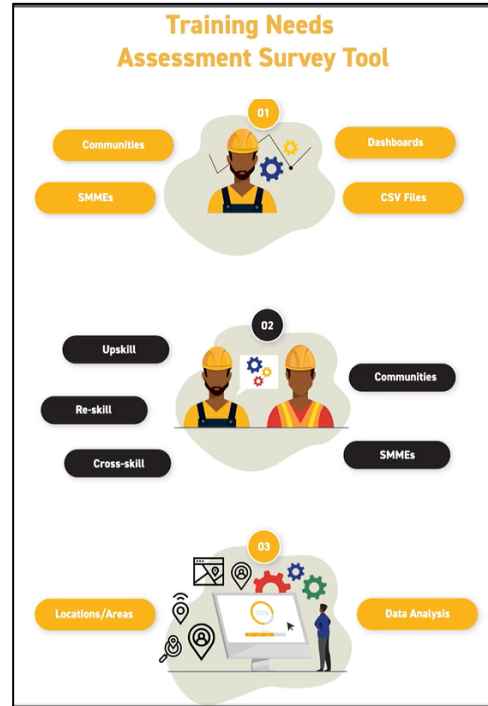 Training Needs
Assessment Survey Tool
01
Communities
Dashboards
SMMEs
CSV Files
02
Upskill
Communities
Re-skill
Cross-skill
SMMEs
03
Locations/Areas
70%
Data Analysis